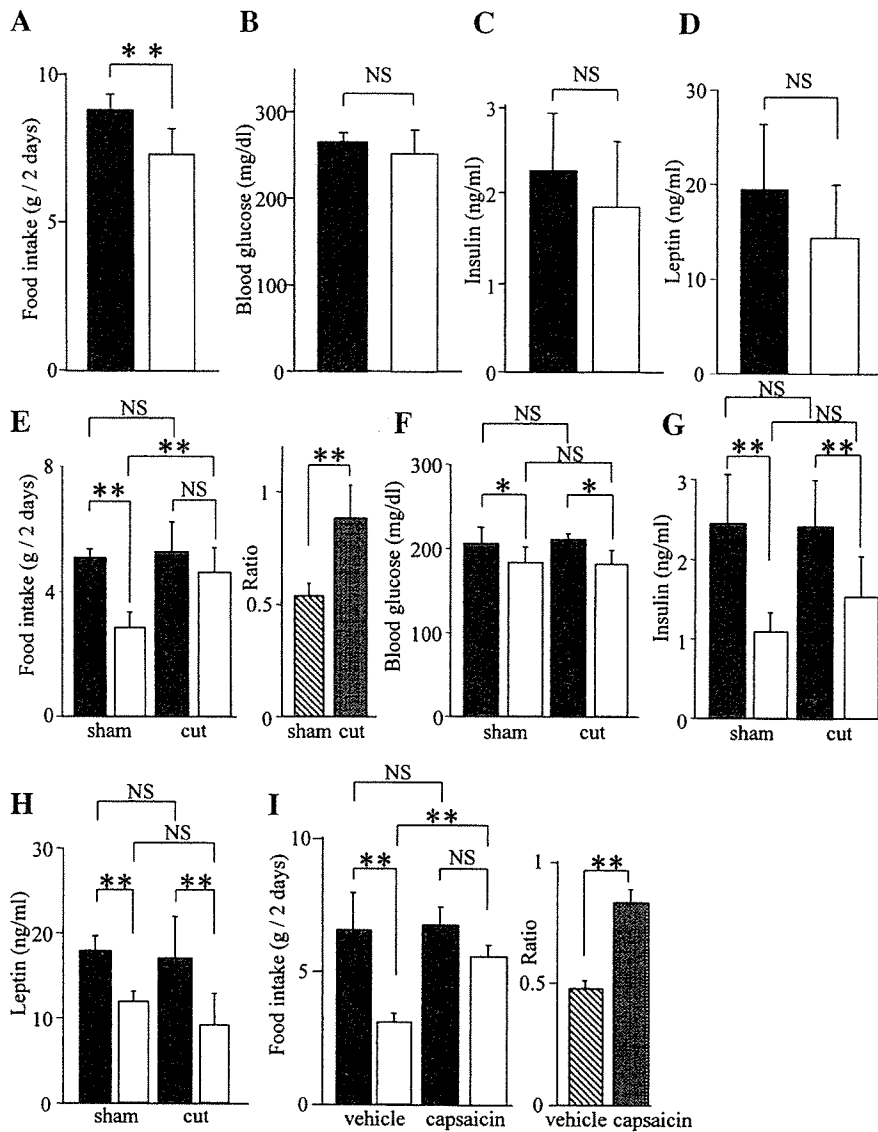 A
* *
Food intake (g / 2 days)
10
5
0
B
NS
Blood glucose (mg/dl)
300
200
100
0
C
NS
Insulin (ng/ml)
3
2
1
0
D
NS
Leptin (ng/ml)
30
20
10
0
E
NS
**
**
NS
Food intake (g / 2 days)
8
4
0
sham cut
**
Ratio
1
0.5
0
sham cut
F
NS
NS
*
*
Blood glucose (mg/dl)
300
200
100
0
sham cut
G
NS
NS
**
**
Insulin (ng/ml)
3
2
1
0
sham cut
H
NS
NS
**
**
Leptin (ng/ml)
30
20
10
0
sham cut
I
NS
**
**
NS
Food intake (g / 2 days)
10
5
0
vehicle capsaicin
**
Ratio
1
0.5
0
vehicle capsaicin